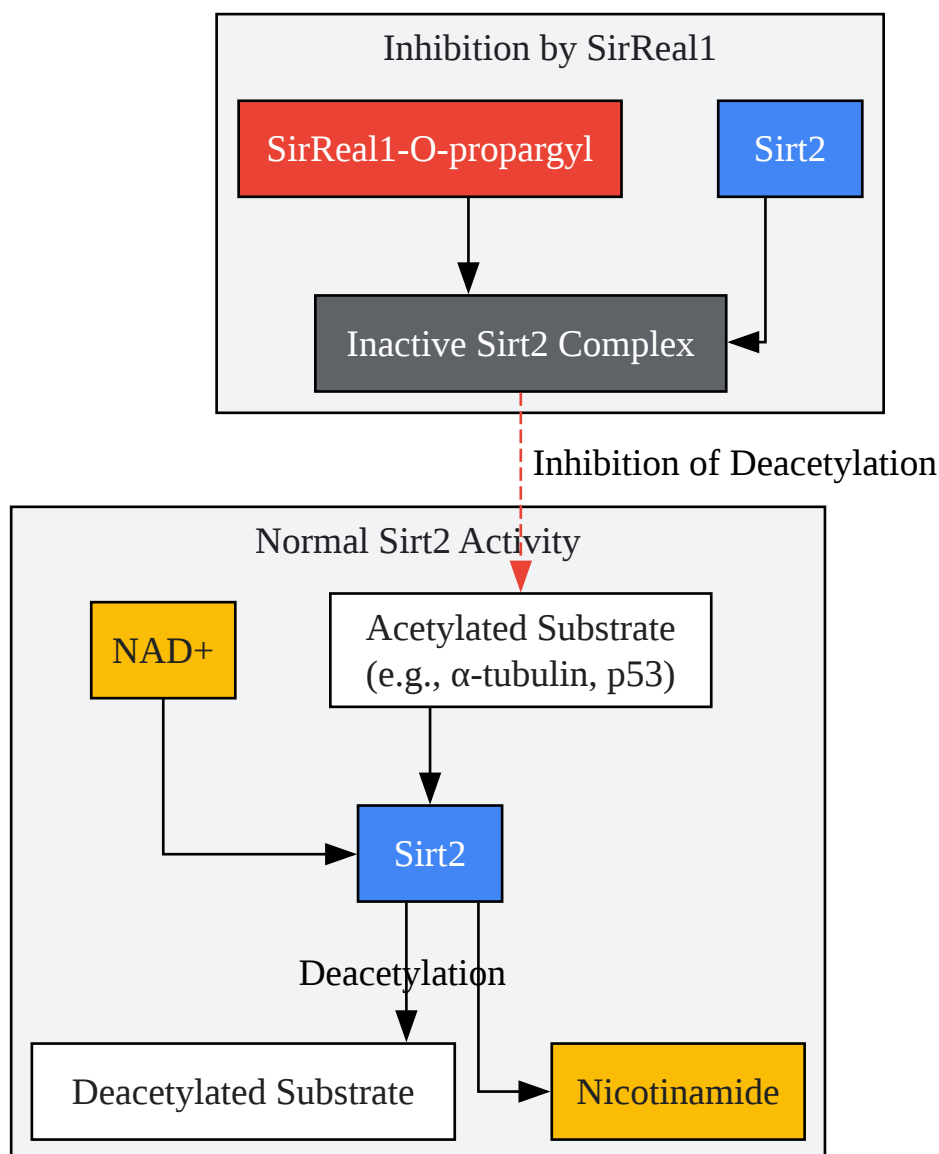 Inhibition by SirReal1
SirReal1-O-propargyl
Sirt2
Inactive Sirt2 Complex
Inhibition of Deacetylation
Normal Sirt2 Activity
NAD+
Acetylated Substrate
(e.g., α-tubulin, p53)
Sirt2
Deacetylation
Deacetylated Substrate
Nicotinamide